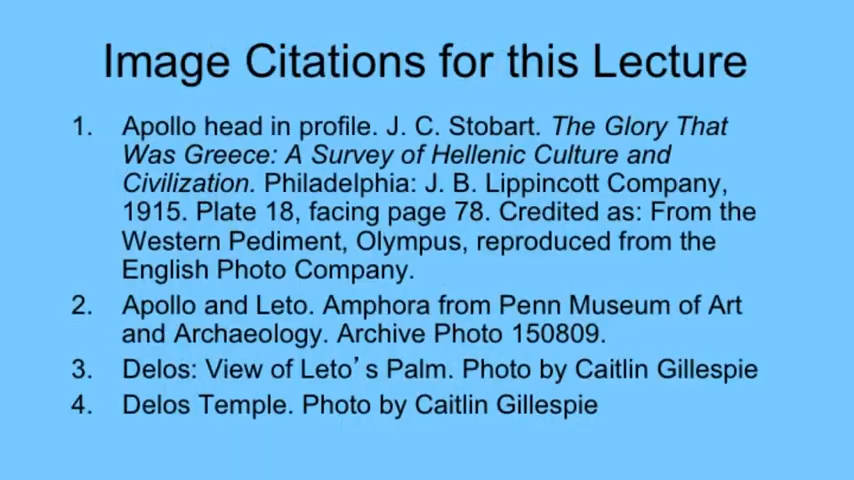 Image Citations for this Lecture
1. Apollo head in profile. J. C. Stobart. The Glory That
Was Greece: A Survey of Hellenic Culture and
Civilization. Philadelphia: J. B. Lippincott Company,
1915. Plate 18, facing page 78. Credited as: From the
Western Pediment, Olympus, reproduced from the
English Photo Company.
2. Apollo and Leto. Amphora from Penn Museum of Art
and Archaeology. Archive Photo 150809.
3. Delos: View of Leto’s Palm. Photo by Caitlin Gillespie
4. Delos Temple. Photo by Caitlin Gillespie